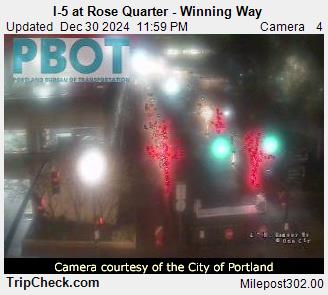 I-5 at Rose Quarter - Winning Way
Updated Dec 30 2024 11:59 PM Camera 4
PBOT
PORTLAND BUREAU OF TRANSPORTATION
Camera courtesy of the City of Portland
TripCheck.com Milepost302.00